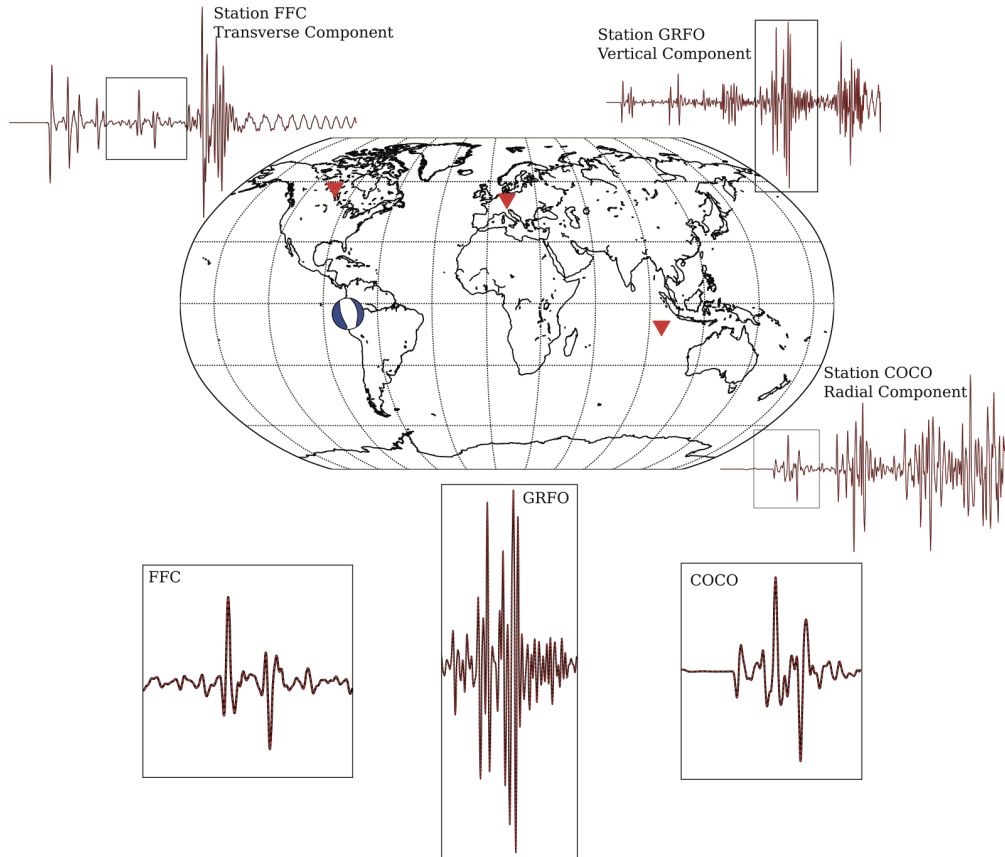 Station FFC
Transverse Component
Station GRFO
Vertical Component
Station COCO
Radial Component
GRFO
FFC
COCO